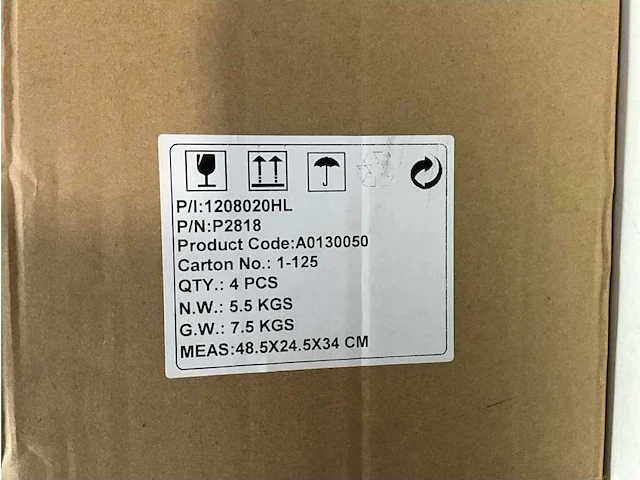 P/I:1208020HL
P/N:P2818
Product Code:A0130050
Carton No.: 1-125
QTY.: 4 PCS
N.W.: 5.5 KGS
G.W.: 7.5 KGS
MEAS:48.5X24.5X34 CM